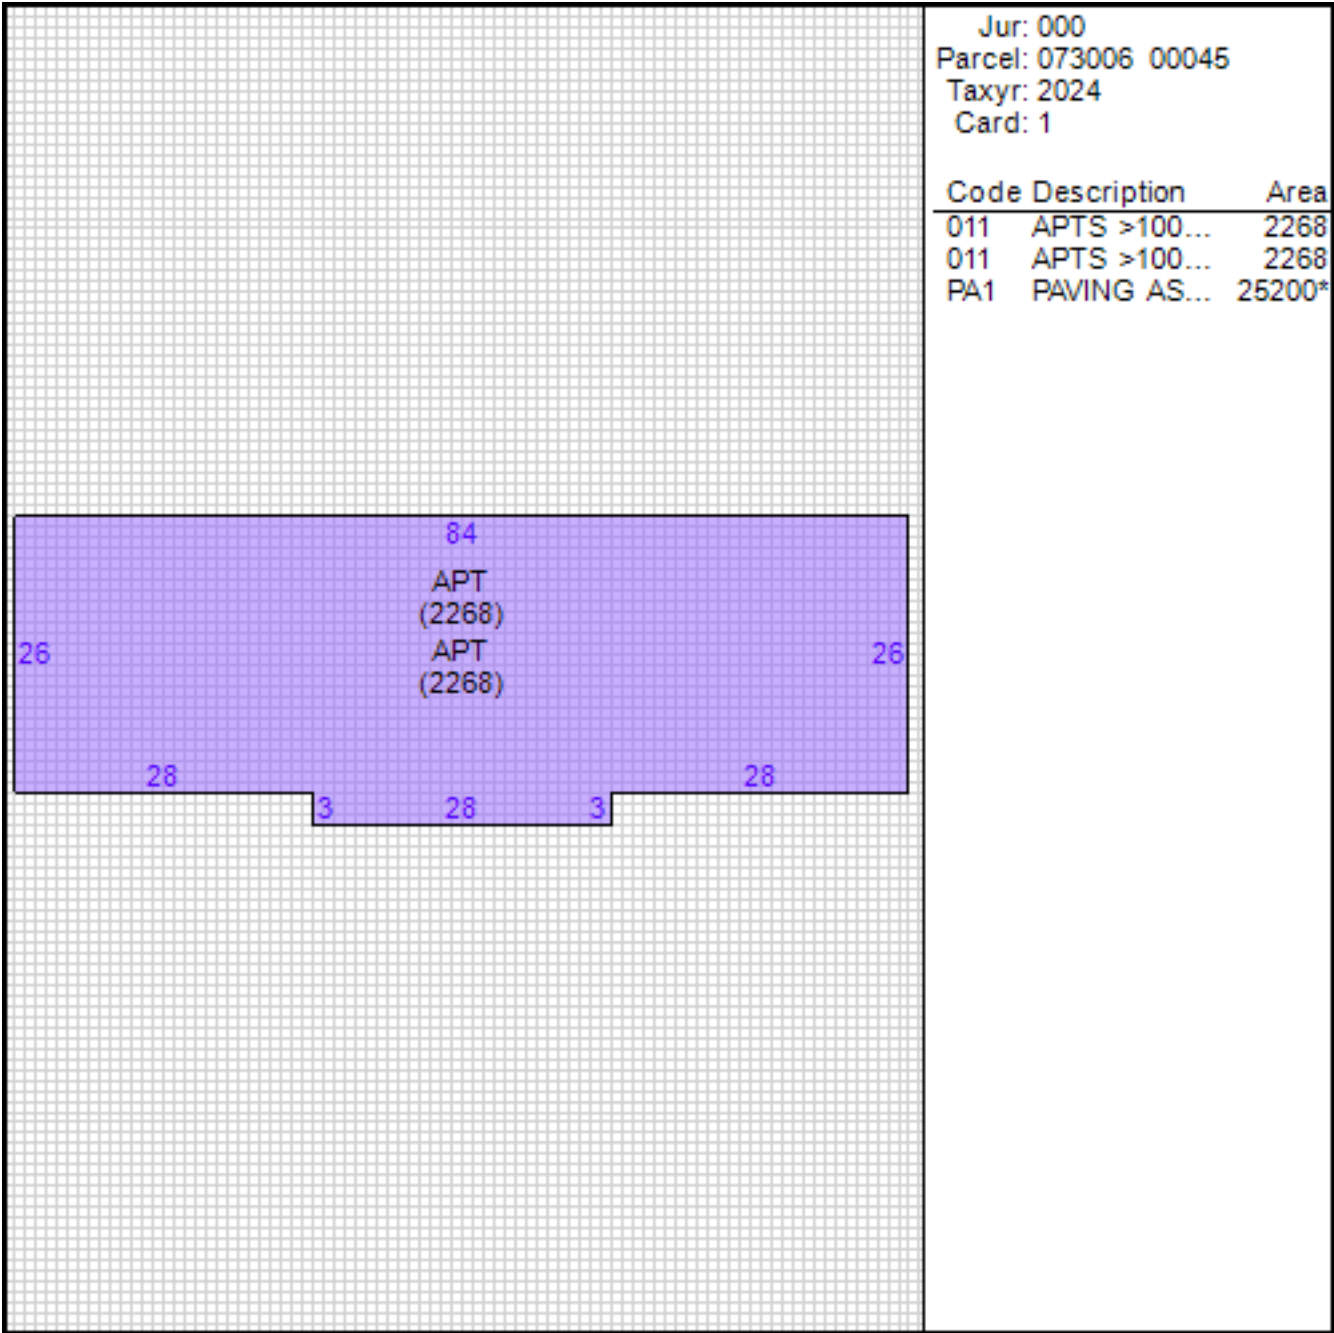 Jur: 000
Parcel: 073006 00045
Taxyr: 2024
Card: 1
Code Description Area
011 APTS >100... 2268
011 APTS >100... 2268
PA1 PAVING AS... 25200*
84
APT
(2268)
APT
(2268)
26 26
28 28
3 28 3